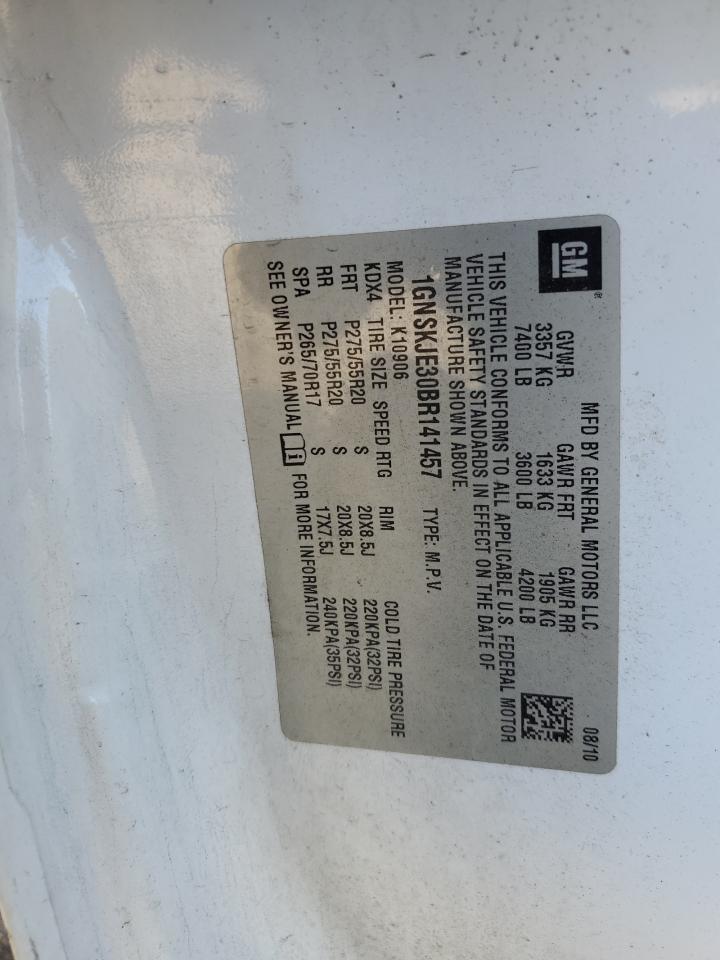 GM®
MFD BY GENERAL MOTORS LLC 08/10
GVWR GAWR FRT GAWR RR
3357 KG 1633 KG 1905 KG
7400 LB 3600 LB 4200 LB
THIS VEHICLE CONFORMS TO ALL APPLICABLE U.S. FEDERAL MOTOR
VEHICLE SAFETY STANDARDS IN EFFECT ON THE DATE OF
MANUFACTURE SHOWN ABOVE.
1GNSKJE30BR141457 TYPE: M.P.V.
MODEL: K10906
KDX4 TIRE SIZE SPEED RTG RIM COLD TIRE PRESSURE
FRT P275/55R20 S 20X8.5J 220KPA(32PSI)
RR P275/55R20 S 20X8.5J 220KPA(32PSI)
SPA P265/70R17 S 17X7.5J 240KPA(35PSI)
SEE OWNER'S MANUAL FOR MORE INFORMATION.